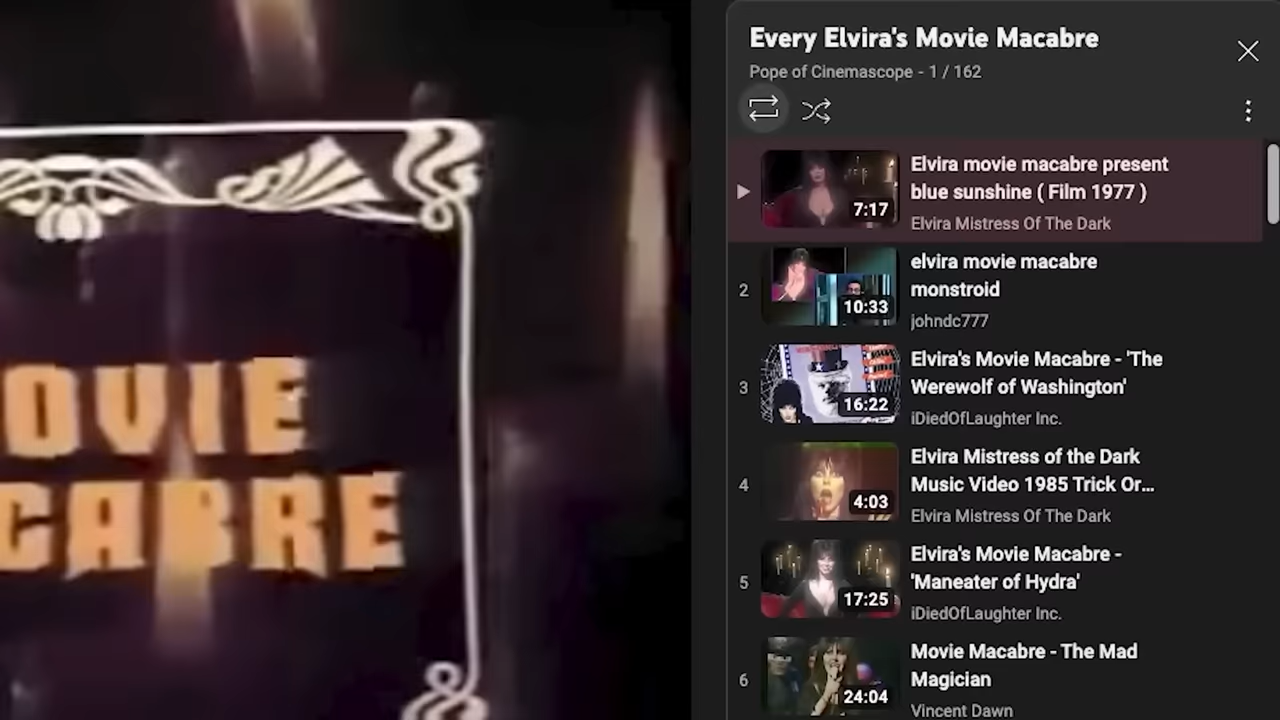 OVIE
CABRE
Every Elvira's Movie Macabre
Pope of Cinemascope - 1 / 162
7:17
Elvira movie macabre present
blue sunshine ( Film 1977 )
Elvira Mistress Of The Dark
2
10:33
elvira movie macabre
monstroid
johndc777
3
16:22
Elvira's Movie Macabre - 'The
Werewolf of Washington'
iDiedOfLaughter Inc.
4
4:03
Elvira Mistress of the Dark
Music Video 1985 Trick Or...
Elvira Mistress Of The Dark
5
17:25
Elvira's Movie Macabre -
'Maneater of Hydra'
iDiedOfLaughter Inc.
6
24:04
Movie Macabre - The Mad
Magician
Vincent Dawn